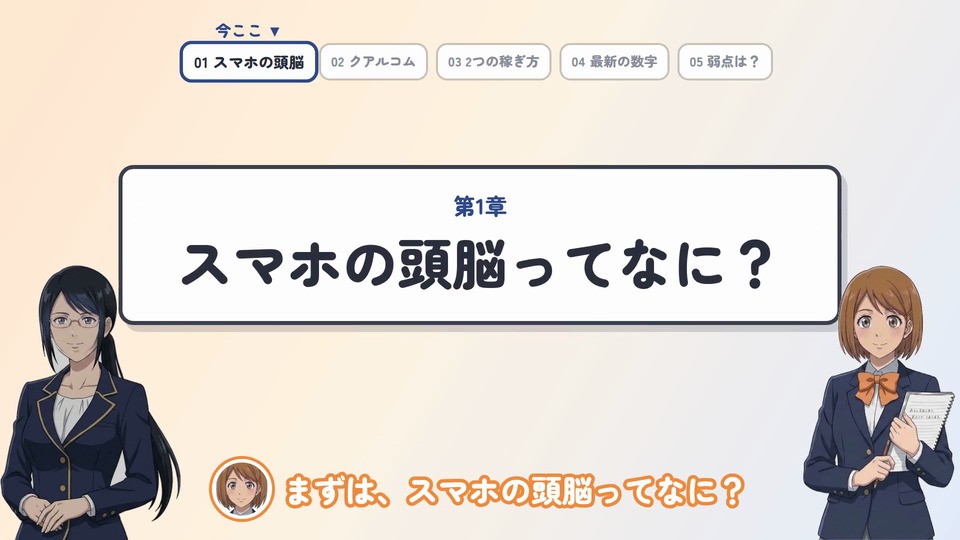 今ここ ▼
01 スマホの頭脳
02 クアルコム
03 2つの稼ぎ方
04 最新の数字
05 弱点は？
第1章
スマホの頭脳ってなに？
まずは、スマホの頭脳ってなに？